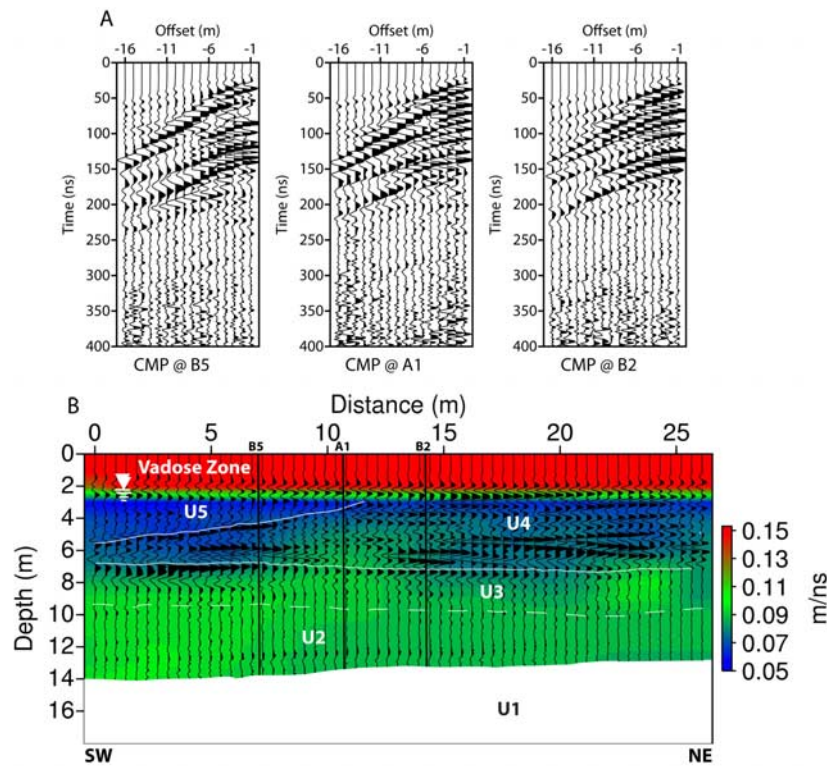 A
Offset (m) Offset (m) Offset (m)
-16 -11 -6 -1 -16 -11 -6 -1 -16 -11 -6 -1
0 0 0
50 50 50
100 100 100
150 150 150
200 200 200
250 250 250
300 300 300
350 350 350
400 400 400
Time (ns) Time (ns) Time (ns)
CMP @ B5 CMP @ A1 CMP @ B2
B
Distance (m)
0 5 10 15 20 25
B5 A1 B2
0
2
4
6
8
10
12
14
16
Depth (m)
Vadose Zone
U5
U4
U3
U2
U1
0.15
0.13
0.11
0.09
0.07
0.05
m/ns
SW NE